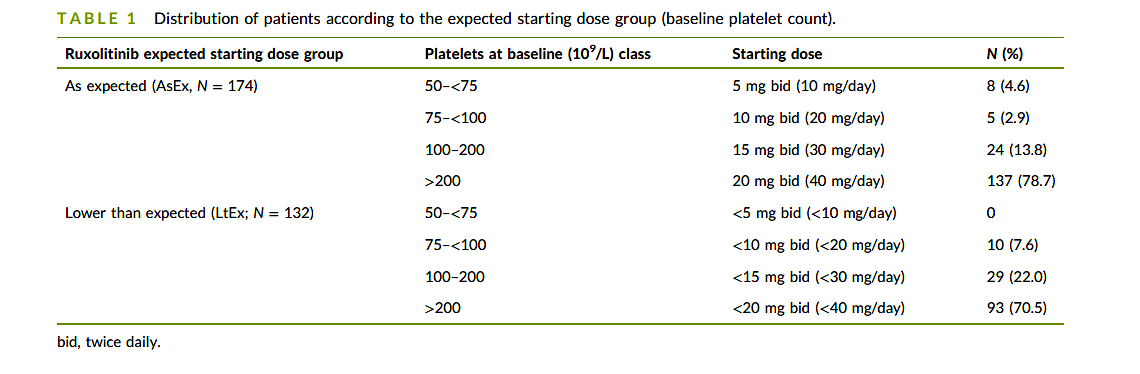 TABLE 1 Distribution of patients according to the expected starting dose group (baseline platelet count).
Ruxolitinib expected starting dose group Platelets at baseline (10⁹/L) class Starting dose N (%)
As expected (AsEx, N = 174) 50–<75 5 mg bid (10 mg/day) 8 (4.6)
75–<100 10 mg bid (20 mg/day) 5 (2.9)
100–200 15 mg bid (30 mg/day) 24 (13.8)
>200 20 mg bid (40 mg/day) 137 (78.7)
Lower than expected (LtEx; N = 132) 50–<75 <5 mg bid (<10 mg/day) 0
75–<100 <10 mg bid (<20 mg/day) 10 (7.6)
100–200 <15 mg bid (<30 mg/day) 29 (22.0)
>200 <20 mg bid (<40 mg/day) 93 (70.5)
bid, twice daily.